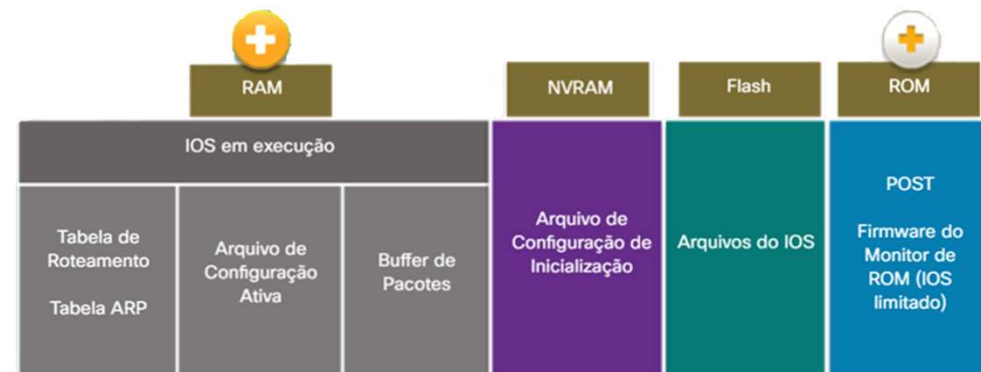 RAM
NVRAM
Flash
ROM
IOS em execução
Tabela de
Roteamento
Tabela ARP
Arquivo de
Configuração
Ativa
Buffer de
Pacotes
Arquivo de
Configuração de
Inicialização
Arquivos do IOS
POST
Firmware do
Monitor de
ROM (IOS
limitado)